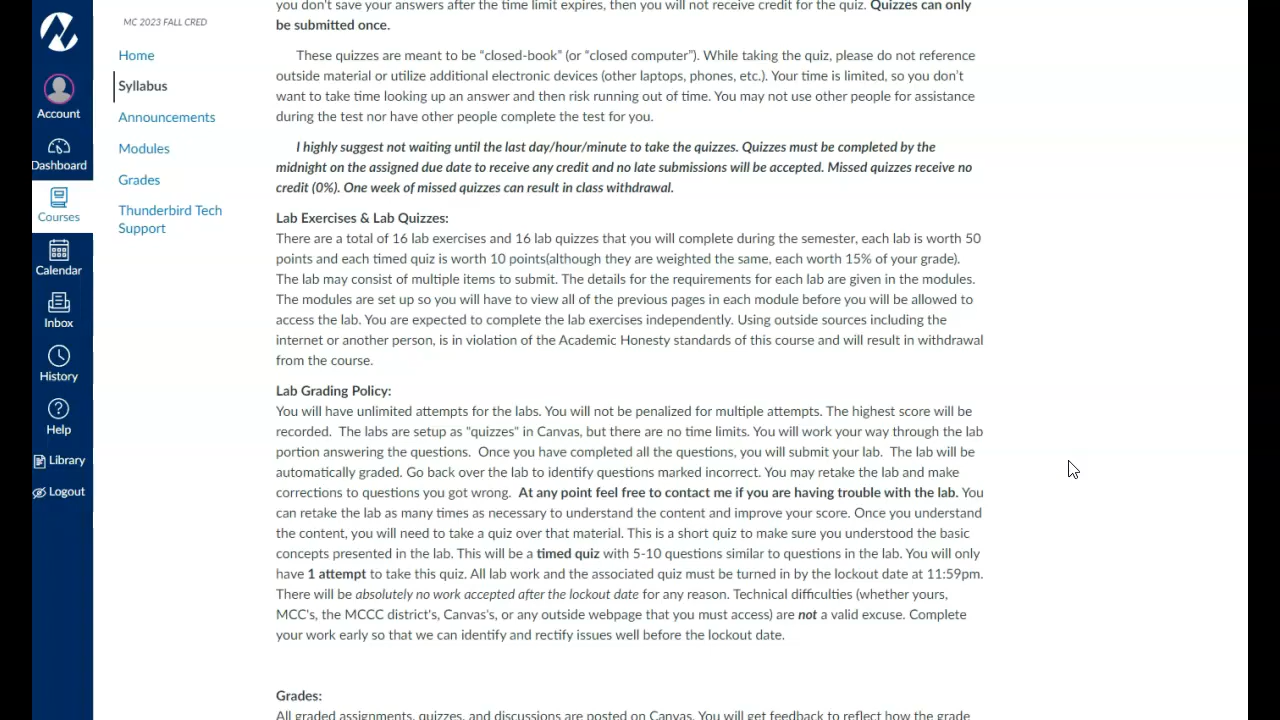 MC 2023 FALL CRED
Home
Syllabus
Announcements
Modules
Grades
Thunderbird Tech
Support
Account
Dashboard
Courses
Calendar
Inbox
History
Help
Library
Logout
you don't save your answers after the time limit expires, then you will not receive credit for the quiz. Quizzes can only
be submitted once.
These quizzes are meant to be “closed-book” (or “closed computer”). While taking the quiz, please do not reference
outside material or utilize additional electronic devices (other laptops, phones, etc.). Your time is limited, so you don’t
want to take time looking up an answer and then risk running out of time. You may not use other people for assistance
during the test nor have other people complete the test for you.
I highly suggest not waiting until the last day/hour/minute to take the quizzes. Quizzes must be completed by the
midnight on the assigned due date to receive any credit and no late submissions will be accepted. Missed quizzes receive no
credit (0%). One week of missed quizzes can result in class withdrawal.
Lab Exercises & Lab Quizzes:
There are a total of 16 lab exercises and 16 lab quizzes that you will complete during the semester, each lab is worth 50
points and each timed quiz is worth 10 points(although they are weighted the same, each worth 15% of your grade).
The lab may consist of multiple items to submit. The details for the requirements for each lab are given in the modules.
The modules are set up so you will have to view all of the previous pages in each module before you will be allowed to
access the lab. You are expected to complete the lab exercises independently. Using outside sources including the
internet or another person, is in violation of the Academic Honesty standards of this course and will result in withdrawal
from the course.
Lab Grading Policy:
You will have unlimited attempts for the labs. You will not be penalized for multiple attempts. The highest score will be
recorded.  The labs are setup as "quizzes" in Canvas, but there are no time limits. You will work your way through the lab
portion answering the questions.  Once you have completed all the questions, you will submit your lab.  The lab will be
automatically graded. Go back over the lab to identify questions marked incorrect. You may retake the lab and make
corrections to questions you got wrong.  At any point feel free to contact me if you are having trouble with the lab. You
can retake the lab as many times as necessary to understand the content and improve your score. Once you understand
the content, you will need to take a quiz over that material. This is a short quiz to make sure you understood the basic
concepts presented in the lab. This will be a timed quiz with 5-10 questions similar to questions in the lab. You will only
have 1 attempt to take this quiz. All lab work and the associated quiz must be turned in by the lockout date at 11:59pm.
There will be absolutely no work accepted after the lockout date for any reason. Technical difficulties (whether yours,
MCC's, the MCCC district's, Canvas's, or any outside webpage that you must access) are not a valid excuse. Complete
your work early so that we can identify and rectify issues well before the lockout date.
Grades:
All graded assignments, quizzes, and discussions are posted on Canvas. You will get feedback to reflect how the grade